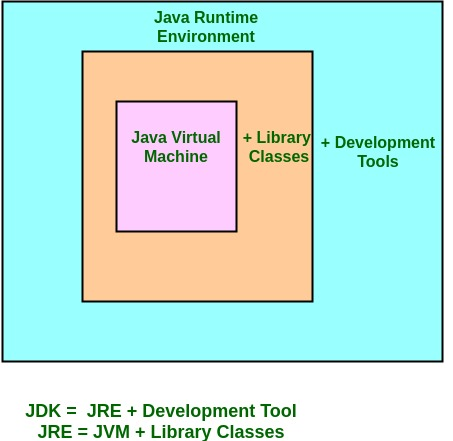 Java Runtime
Environment
Java Virtual
Machine
+ Library
Classes
+ Development
Tools
JDK =  JRE + Development Tool
JRE = JVM + Library Classes